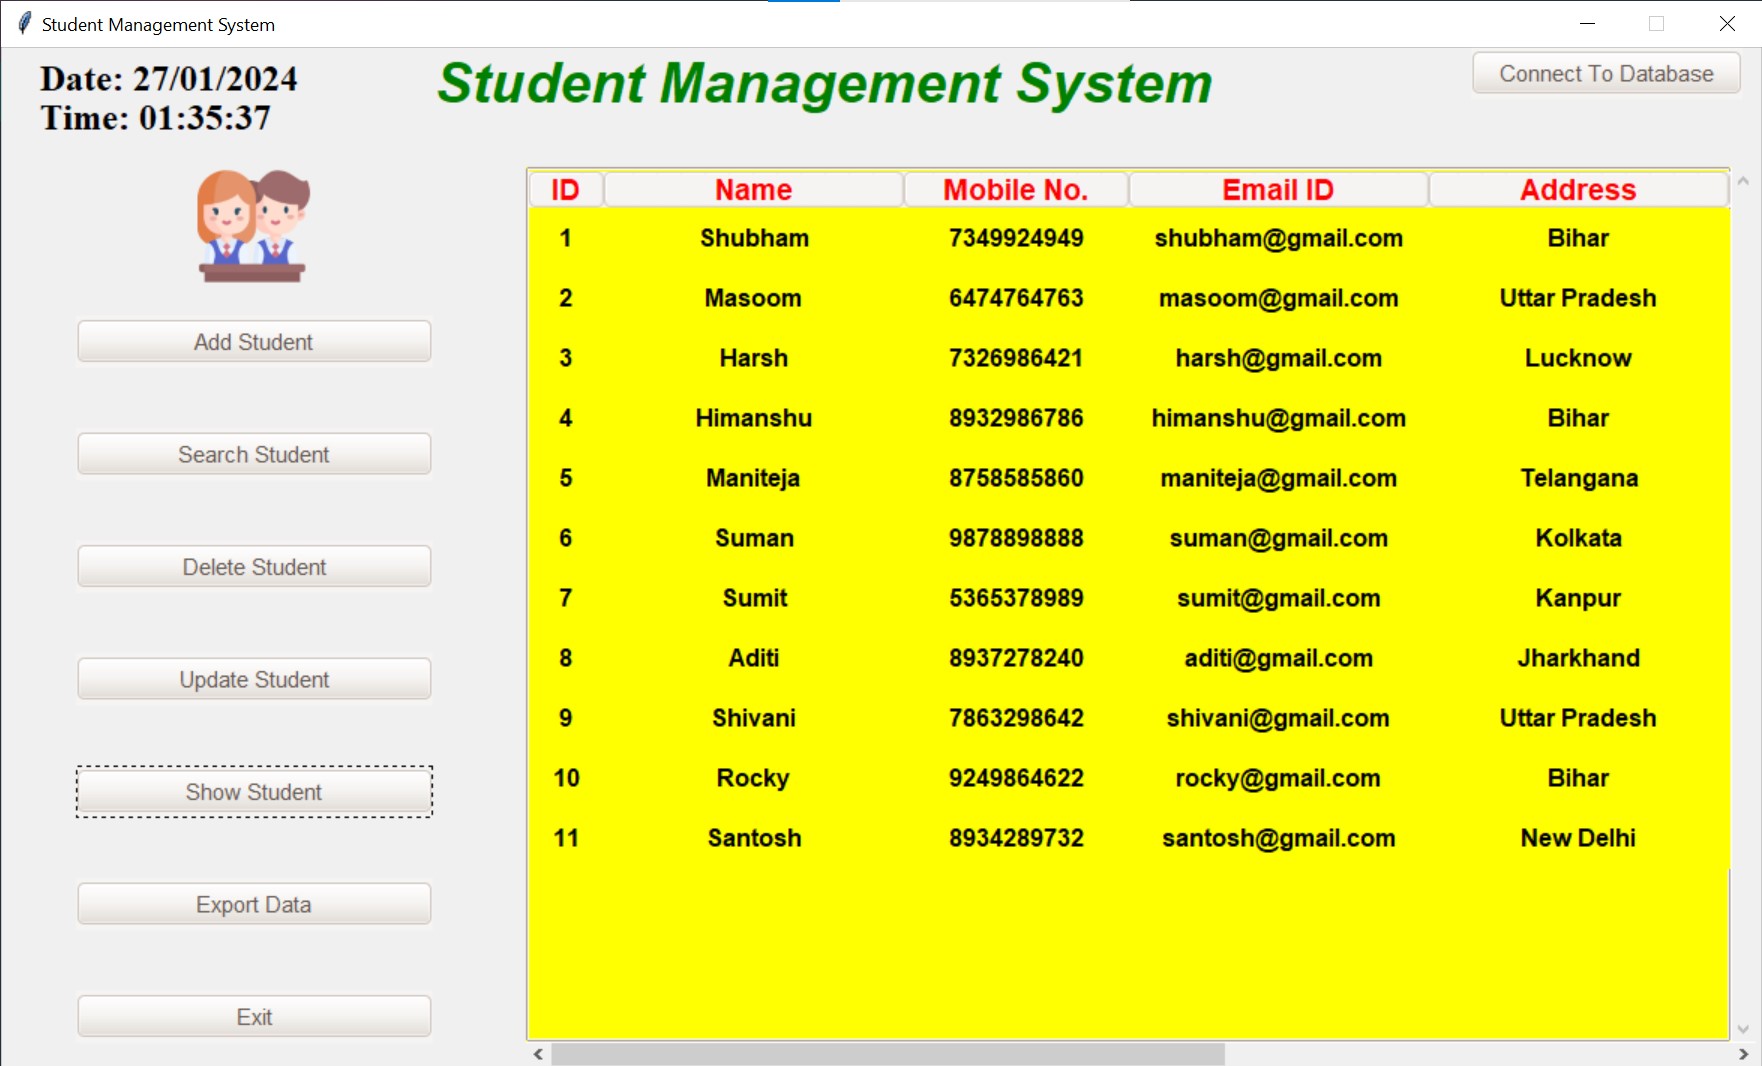 Student Management System
Date: 27/01/2024
Time: 01:35:37
Student Management System
Connect To Database
Add Student
Search Student
Delete Student
Update Student
Show Student
Export Data
Exit
ID Name Mobile No. Email ID Address
1 Shubham 7349924949 shubham@gmail.com Bihar
2 Masoom 6474764763 masoom@gmail.com Uttar Pradesh
3 Harsh 7326986421 harsh@gmail.com Lucknow
4 Himanshu 8932986786 himanshu@gmail.com Bihar
5 Maniteja 8758585860 maniteja@gmail.com Telangana
6 Suman 9878898888 suman@gmail.com Kolkata
7 Sumit 5365378989 sumit@gmail.com Kanpur
8 Aditi 8937278240 aditi@gmail.com Jharkhand
9 Shivani 7863298642 shivani@gmail.com Uttar Pradesh
10 Rocky 9249864622 rocky@gmail.com Bihar
11 Santosh 8934289732 santosh@gmail.com New Delhi